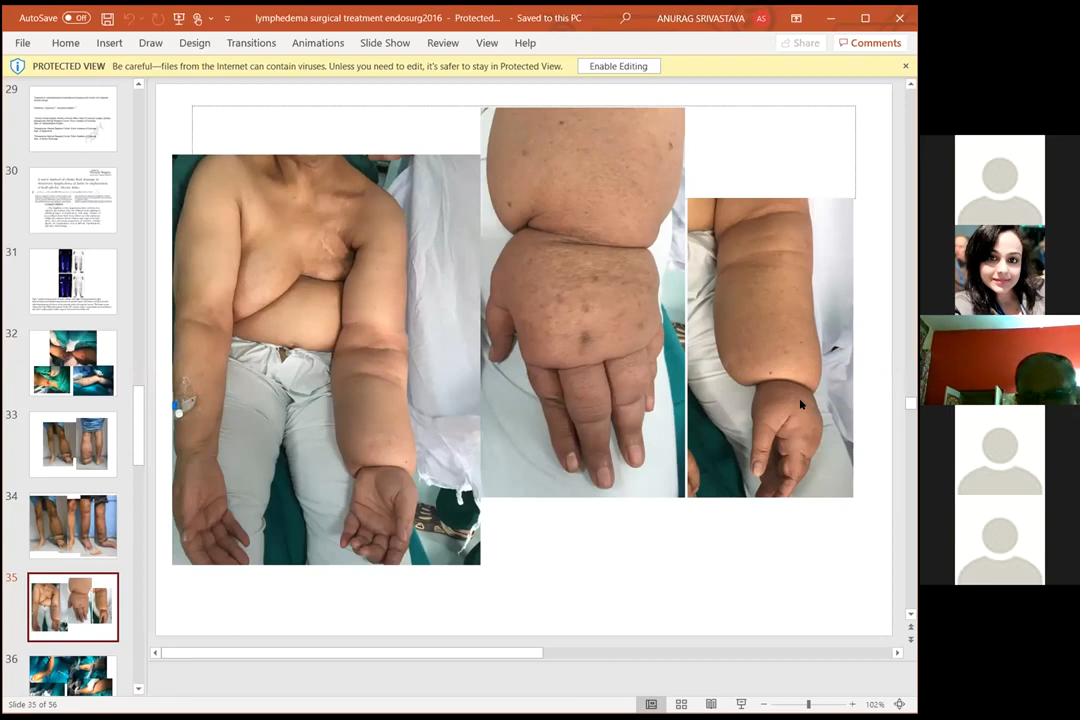 AutoSave Off lymphedema surgical treatment endosurg2016 - Protected... - Saved to this PC ANURAG SRIVASTAVA AS
File Home Insert Draw Design Transitions Animations Slide Show Review View Help Share Comments
PROTECTED VIEW Be careful—files from the Internet can contain viruses. Unless you need to edit, it's safer to stay in Protected View. Enable Editing
29
30
31
32
33
34
35
36
Slide 35 of 56 102%